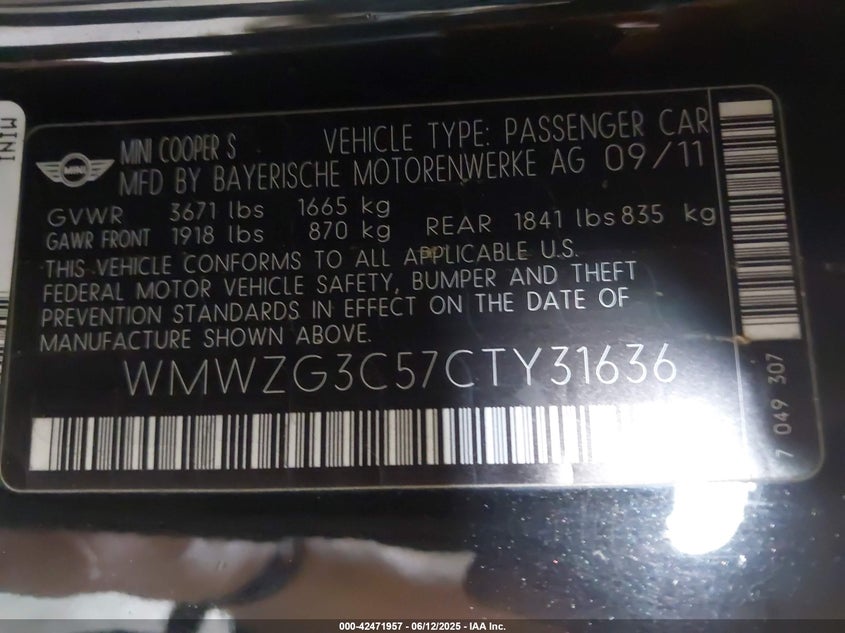 MINI
MINI
MINI COOPER S VEHICLE TYPE: PASSENGER CAR
MFD BY BAYERISCHE MOTORENWERKE AG 09/11
GVWR 3671 lbs 1665 kg
GAWR FRONT 1918 lbs 870 kg REAR 1841 lbs 835 kg
THIS VEHICLE CONFORMS TO ALL APPLICABLE U.S.
FEDERAL MOTOR VEHICLE SAFETY, BUMPER AND THEFT
PREVENTION STANDARDS IN EFFECT ON THE DATE OF
MANUFACTURE SHOWN ABOVE.
WMWZG3C57CTY31636
7 049 307
000-42471957 - 06/12/2025 - IAA Inc.